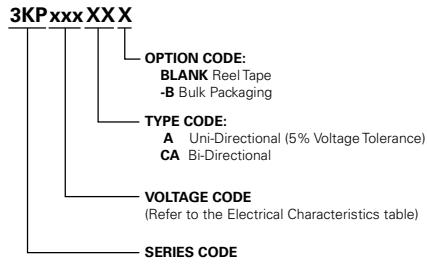 3KPxxxXXX
OPTION CODE:
BLANK Reel Tape
-B Bulk Packaging
TYPE CODE:
A Uni-Directional (5% Voltage Tolerance)
CA Bi-Directional
VOLTAGE CODE
(Refer to the Electrical Characteristics table)
SERIES CODE